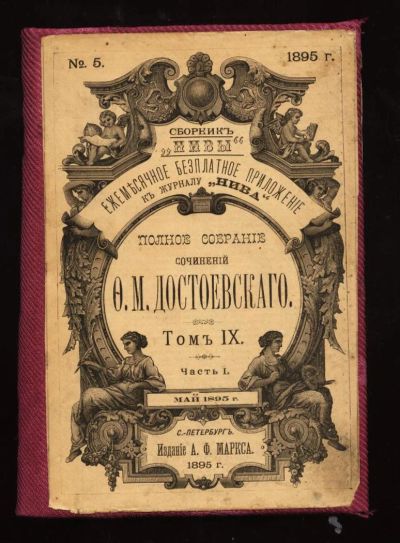 № 5.
1895 г.
СБОРНИКЪ
„НИВЫ“
ЕЖЕМѢСЯЧНОЕ БЕЗПЛАТНОЕ ПРИЛОЖЕНІЕ
КЪ ЖУРНАЛУ „НИВА“
ПОЛНОЕ СОБРАНІЕ
СОЧИНЕНІЙ
Ѳ. М. ДОСТОЕВСКАГО.
ТОМЪ IX.
Часть I.
МАЙ 1895 г.
С.-ПЕТЕРБУРГЪ.
Изданіе А. Ф. МАРКСА.
1895 г.